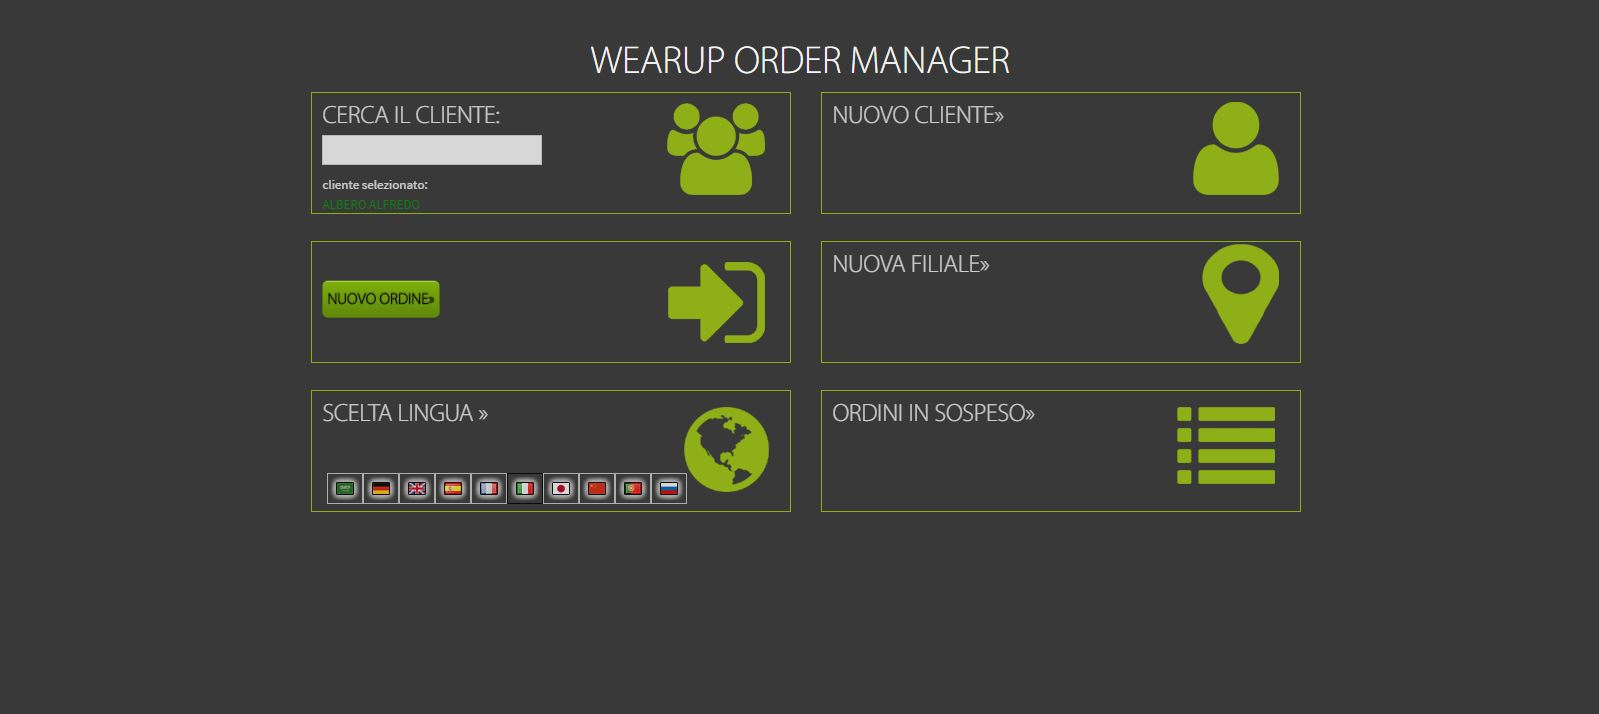 WEARUP ORDER MANAGER
CERCA IL CLIENTE:
cliente selezionato:
ALBERO ALFREDO
NUOVO CLIENTE»
NUOVO ORDINE»
NUOVA FILIALE»
SCELTA LINGUA »
ORDINI IN SOSPESO»